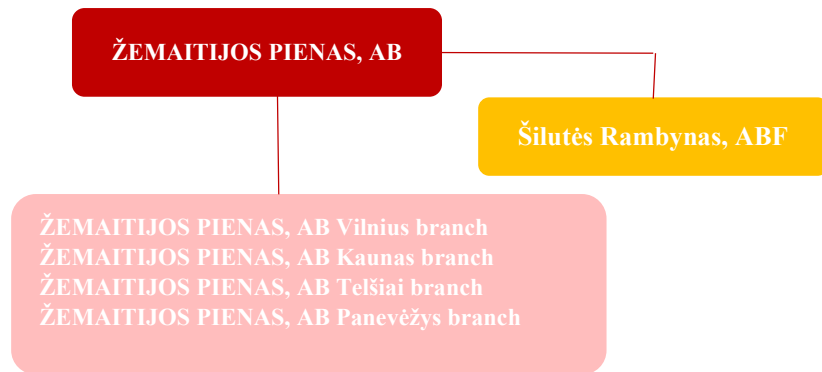 ŽEMAITIJOS PIENAS, AB
Šilutės Rambynas, ABF
ŽEMAITIJOS PIENAS, AB Vilnius branch
ŽEMAITIJOS PIENAS, AB Kaunas branch
ŽEMAITIJOS PIENAS, AB Telšiai branch
ŽEMAITIJOS PIENAS, AB Panevėžys branch